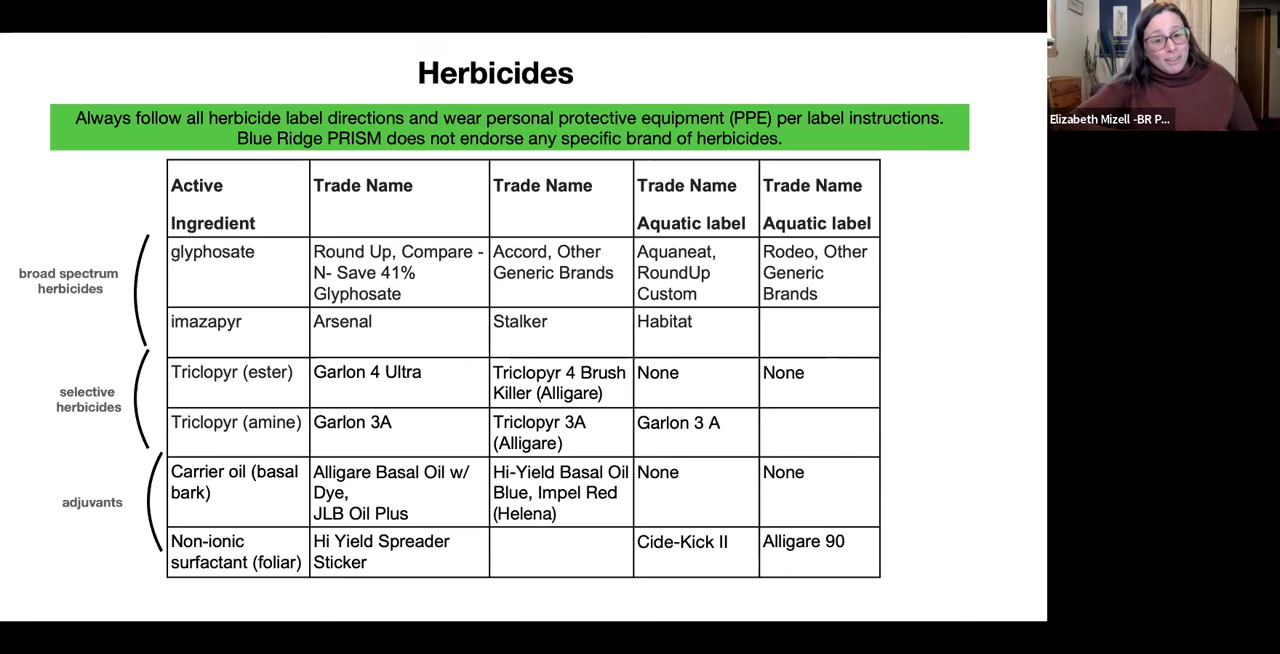 Herbicides
Always follow all herbicide label directions and wear personal protective equipment (PPE) per label instructions.
Blue Ridge PRISM does not endorse any specific brand of herbicides.
Elizabeth Mizell -BR P...
Active
Ingredient
Trade Name
Trade Name
Trade Name
Aquatic label
Trade Name
Aquatic label
broad spectrum
herbicides
glyphosate
Round Up, Compare -
N- Save 41%
Glyphosate
Accord, Other
Generic Brands
Aquaneat,
RoundUp
Custom
Rodeo, Other
Generic
Brands
imazapyr
Arsenal
Stalker
Habitat
selective
herbicides
Triclopyr (ester)
Garlon 4 Ultra
Triclopyr 4 Brush
Killer (Alligare)
None
None
Triclopyr (amine)
Garlon 3A
Triclopyr 3A
(Alligare)
Garlon 3 A
adjuvants
Carrier oil (basal
bark)
Alligare Basal Oil w/
Dye,
JLB Oil Plus
Hi-Yield Basal Oil
Blue, Impel Red
(Helena)
None
None
Non-ionic
surfactant (foliar)
Hi Yield Spreader
Sticker
Cide-Kick II
Alligare 90